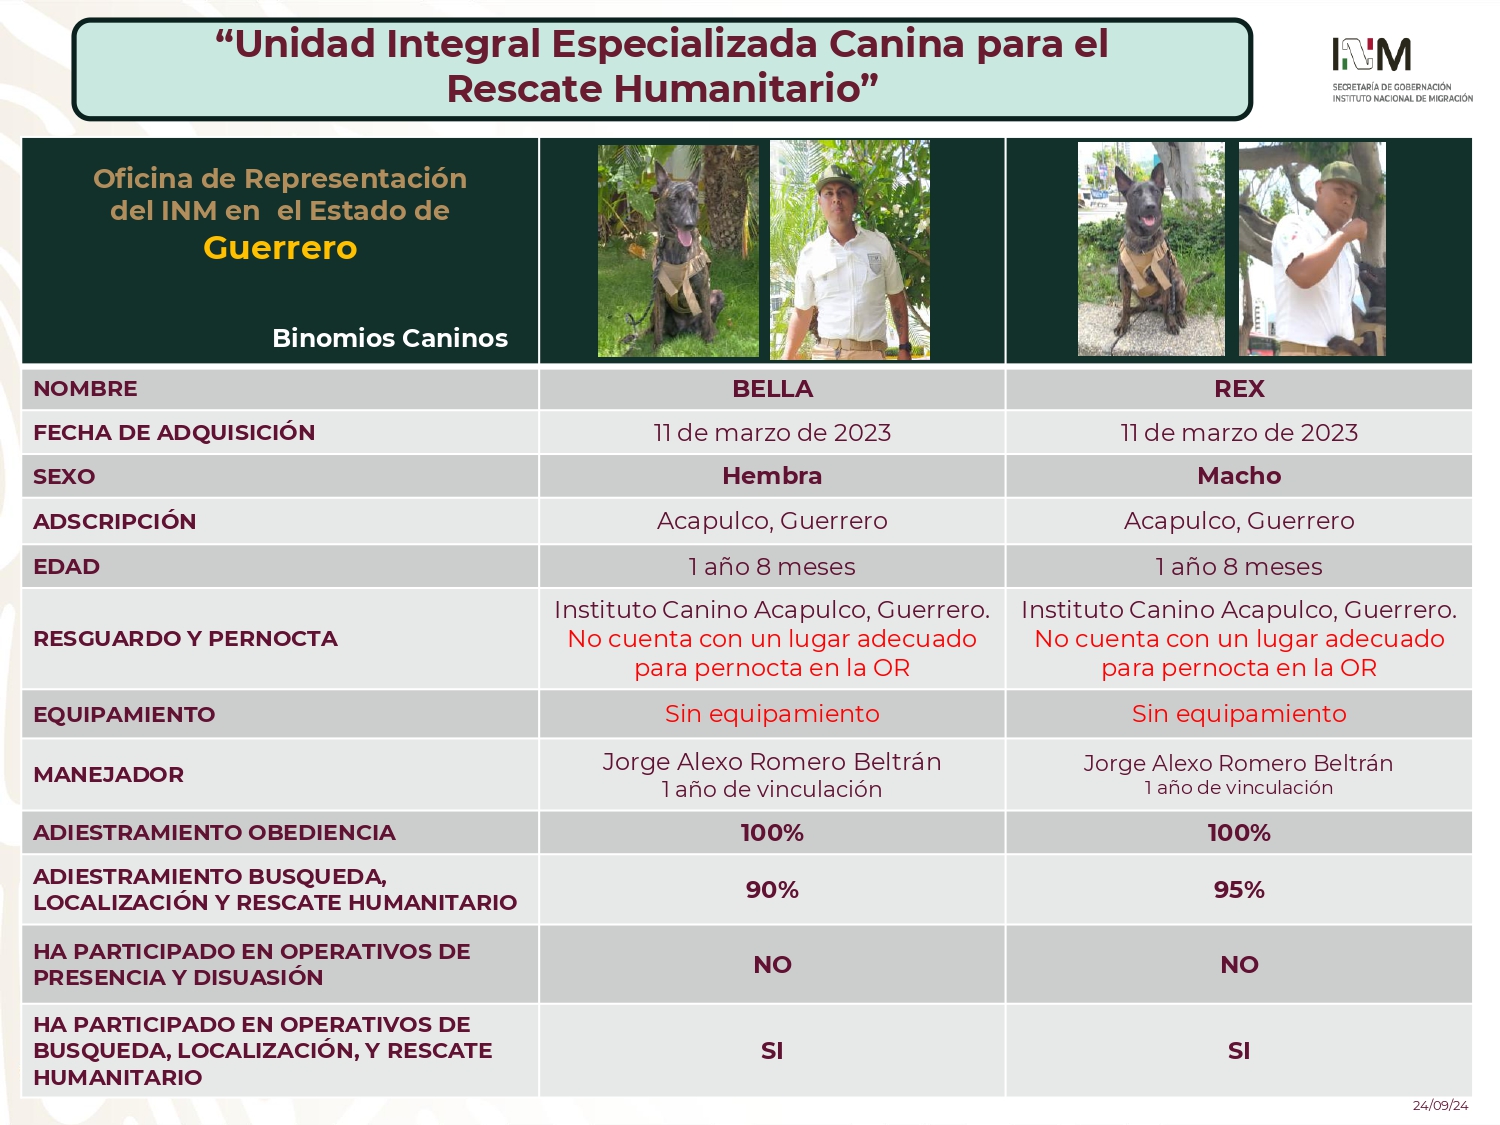 “Unidad Integral Especializada Canina para el
Rescate Humanitario”
INM
SECRETARÍA DE GOBERNACIÓN
INSTITUTO NACIONAL DE MIGRACIÓN
Oficina de Representación
del INM en el Estado de
Guerrero
Binomios Caninos
NOMBRE BELLA REX
FECHA DE ADQUISICIÓN 11 de marzo de 2023 11 de marzo de 2023
SEXO Hembra Macho
ADSCRIPCIÓN Acapulco, Guerrero Acapulco, Guerrero
EDAD 1 año 8 meses 1 año 8 meses
RESGUARDO Y PERNOCTA
Instituto Canino Acapulco, Guerrero.
No cuenta con un lugar adecuado
para pernocta en la OR
Instituto Canino Acapulco, Guerrero.
No cuenta con un lugar adecuado
para pernocta en la OR
EQUIPAMIENTO Sin equipamiento Sin equipamiento
MANEJADOR
Jorge Alexo Romero Beltrán
1 año de vinculación
Jorge Alexo Romero Beltrán
1 año de vinculación
ADIESTRAMIENTO OBEDIENCIA 100% 100%
ADIESTRAMIENTO BUSQUEDA,
LOCALIZACIÓN Y RESCATE HUMANITARIO
90% 95%
HA PARTICIPADO EN OPERATIVOS DE
PRESENCIA Y DISUASIÓN
NO NO
HA PARTICIPADO EN OPERATIVOS DE
BUSQUEDA, LOCALIZACIÓN, Y RESCATE
HUMANITARIO
SI SI
24/09/24